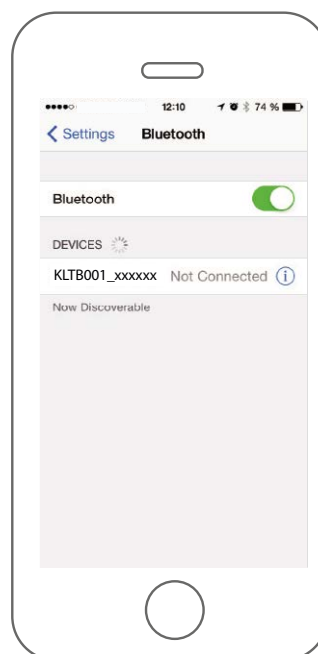 12:10 74 %
Settings Bluetooth
Bluetooth
DEVICES
KLTB001_xxxxxx Not Connected i
Now Discoverable